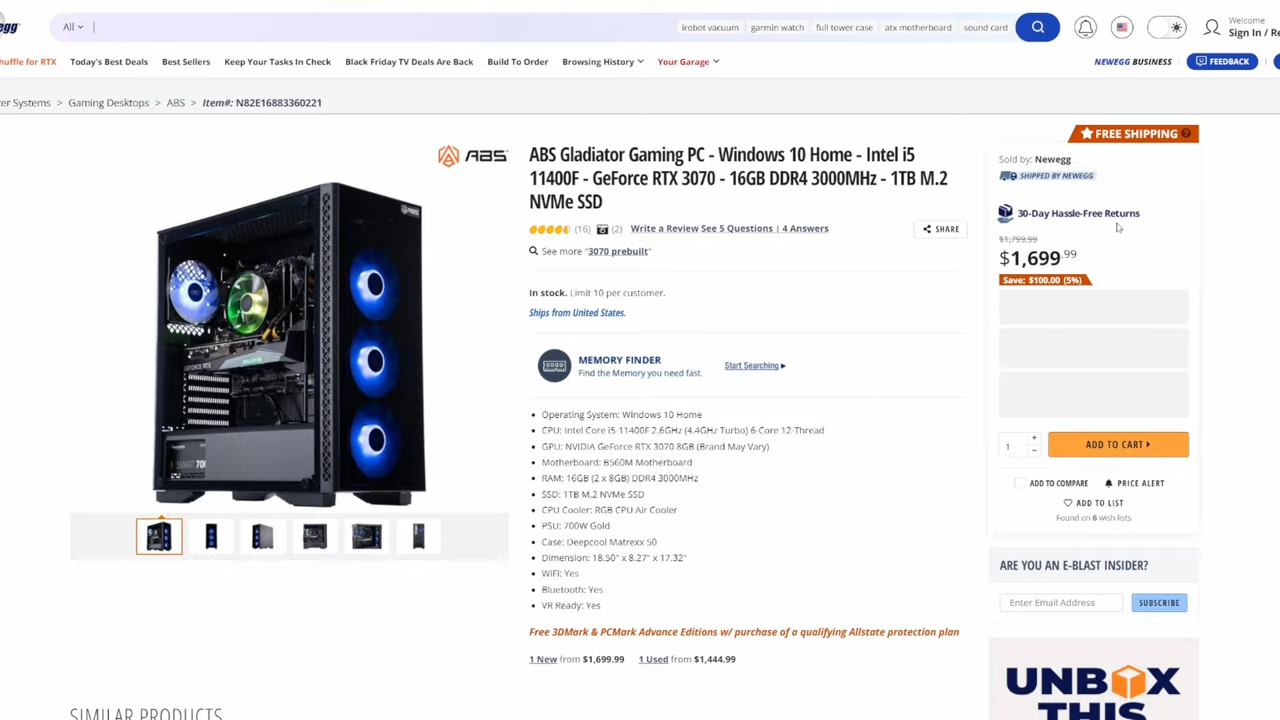 egg
All
irobot vacuum garmin watch full tower case atx motherboard sound card
Welcome
Sign In / Re
huffle for RTX Today's Best Deals Best Sellers Keep Your Tasks In Check Black Friday TV Deals Are Back Build To Order Browsing History Your Garage NEWEGG BUSINESS FEEDBACK
ter Systems > Gaming Desktops > ABS > Item#: N82E16883360221
FREE SHIPPING
ABS
ABS Gladiator Gaming PC - Windows 10 Home - Intel i5
11400F - GeForce RTX 3070 - 16GB DDR4 3000MHz - 1TB M.2
NVMe SSD
(16) (2) Write a Review See 5 Questions | 4 Answers
SHARE
See more "3070 prebuilt"
In stock. Limit 10 per customer.
Ships from United States.
MEMORY FINDER
Find the Memory you need fast.
Start Searching
Operating System: Windows 10 Home
CPU: Intel Core i5-11400F 2.6GHz (4.4GHz Turbo) 6-Core 12-Thread
GPU: NVIDIA GeForce RTX 3070 8GB (Brand May Vary)
Motherboard: B560M Motherboard
RAM: 16GB (2 x 8GB) DDR4 3000MHz
SSD: 1TB M.2 NVMe SSD
CPU Cooler: RGB CPU Air Cooler
PSU: 700W Gold
Case: Deepcool Matrexx 50
Dimension: 18.50" x 8.27" x 17.32"
WiFi: Yes
Bluetooth: Yes
VR Ready: Yes
Free 3DMark & PCMark Advance Editions w/ purchase of a qualifying Allstate protection plan
1 New from $1,699.99 1 Used from $1,444.99
Sold by: Newegg
SHIPPED BY NEWEGG
30-Day Hassle-Free Returns
$1,799.99
$1,699.99
Save: $100.00 (5%)
1
ADD TO CART
ADD TO COMPARE PRICE ALERT
ADD TO LIST
Found on 6 wish lists
ARE YOU AN E-BLAST INSIDER?
Enter Email Address SUBSCRIBE
UNBOX
THIS
GEFORCE RTX
SMART 700
SIMILAR PRODUCTS